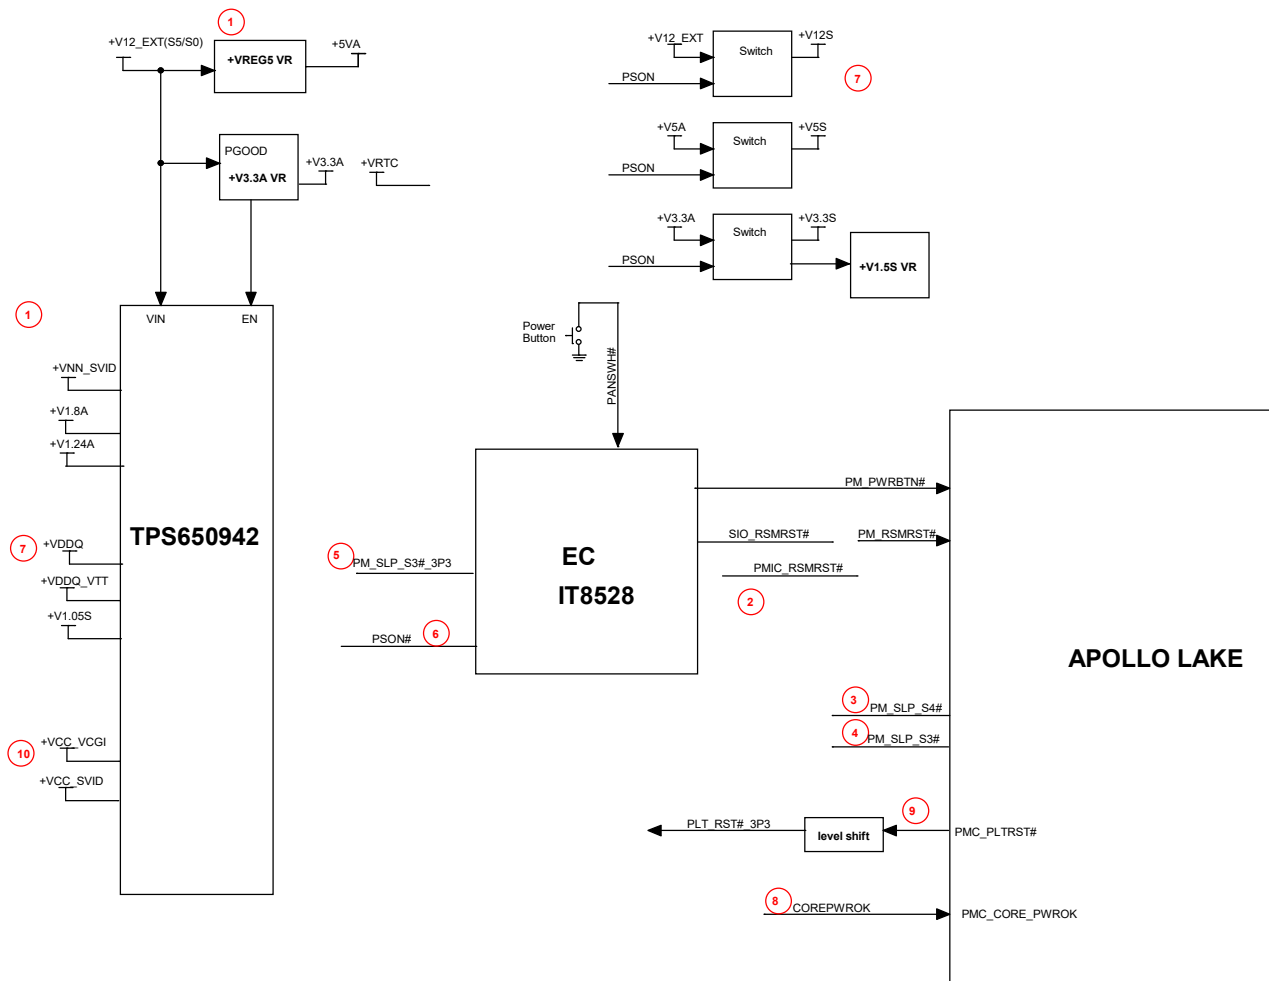 1
+V12_EXT(S5/S0)
+VREG5 VR
+5VA
PGOOD
+V3.3A VR
+V3.3A
+VRTC
+V12_EXT
Switch
+V12S
PSON
7
+V5A
Switch
+V5S
PSON
+V3.3A
Switch
+V3.3S
PSON
+V1.5S VR
1
VIN
EN
Power
Button
PANSWH#
+VNN_SVID
+V1.8A
+V1.24A
TPS650942
7
+VDDQ
+VDDQ_VTT
+V1.05S
10
+VCC_VCGI
+VCC_SVID
EC
IT8528
5
PM_SLP_S3#_3P3
PSON#
6
PM_PWRBTN#
SIO_RSMRST#
PM_RSMRST#
PMIC_RSMRST#
2
APOLLO LAKE
3
PM_SLP_S4#
4
PM_SLP_S3#
PLT_RST#_3P3
level shift
9
PMC_PLTRST#
8
COREPWROK
PMC_CORE_PWROK